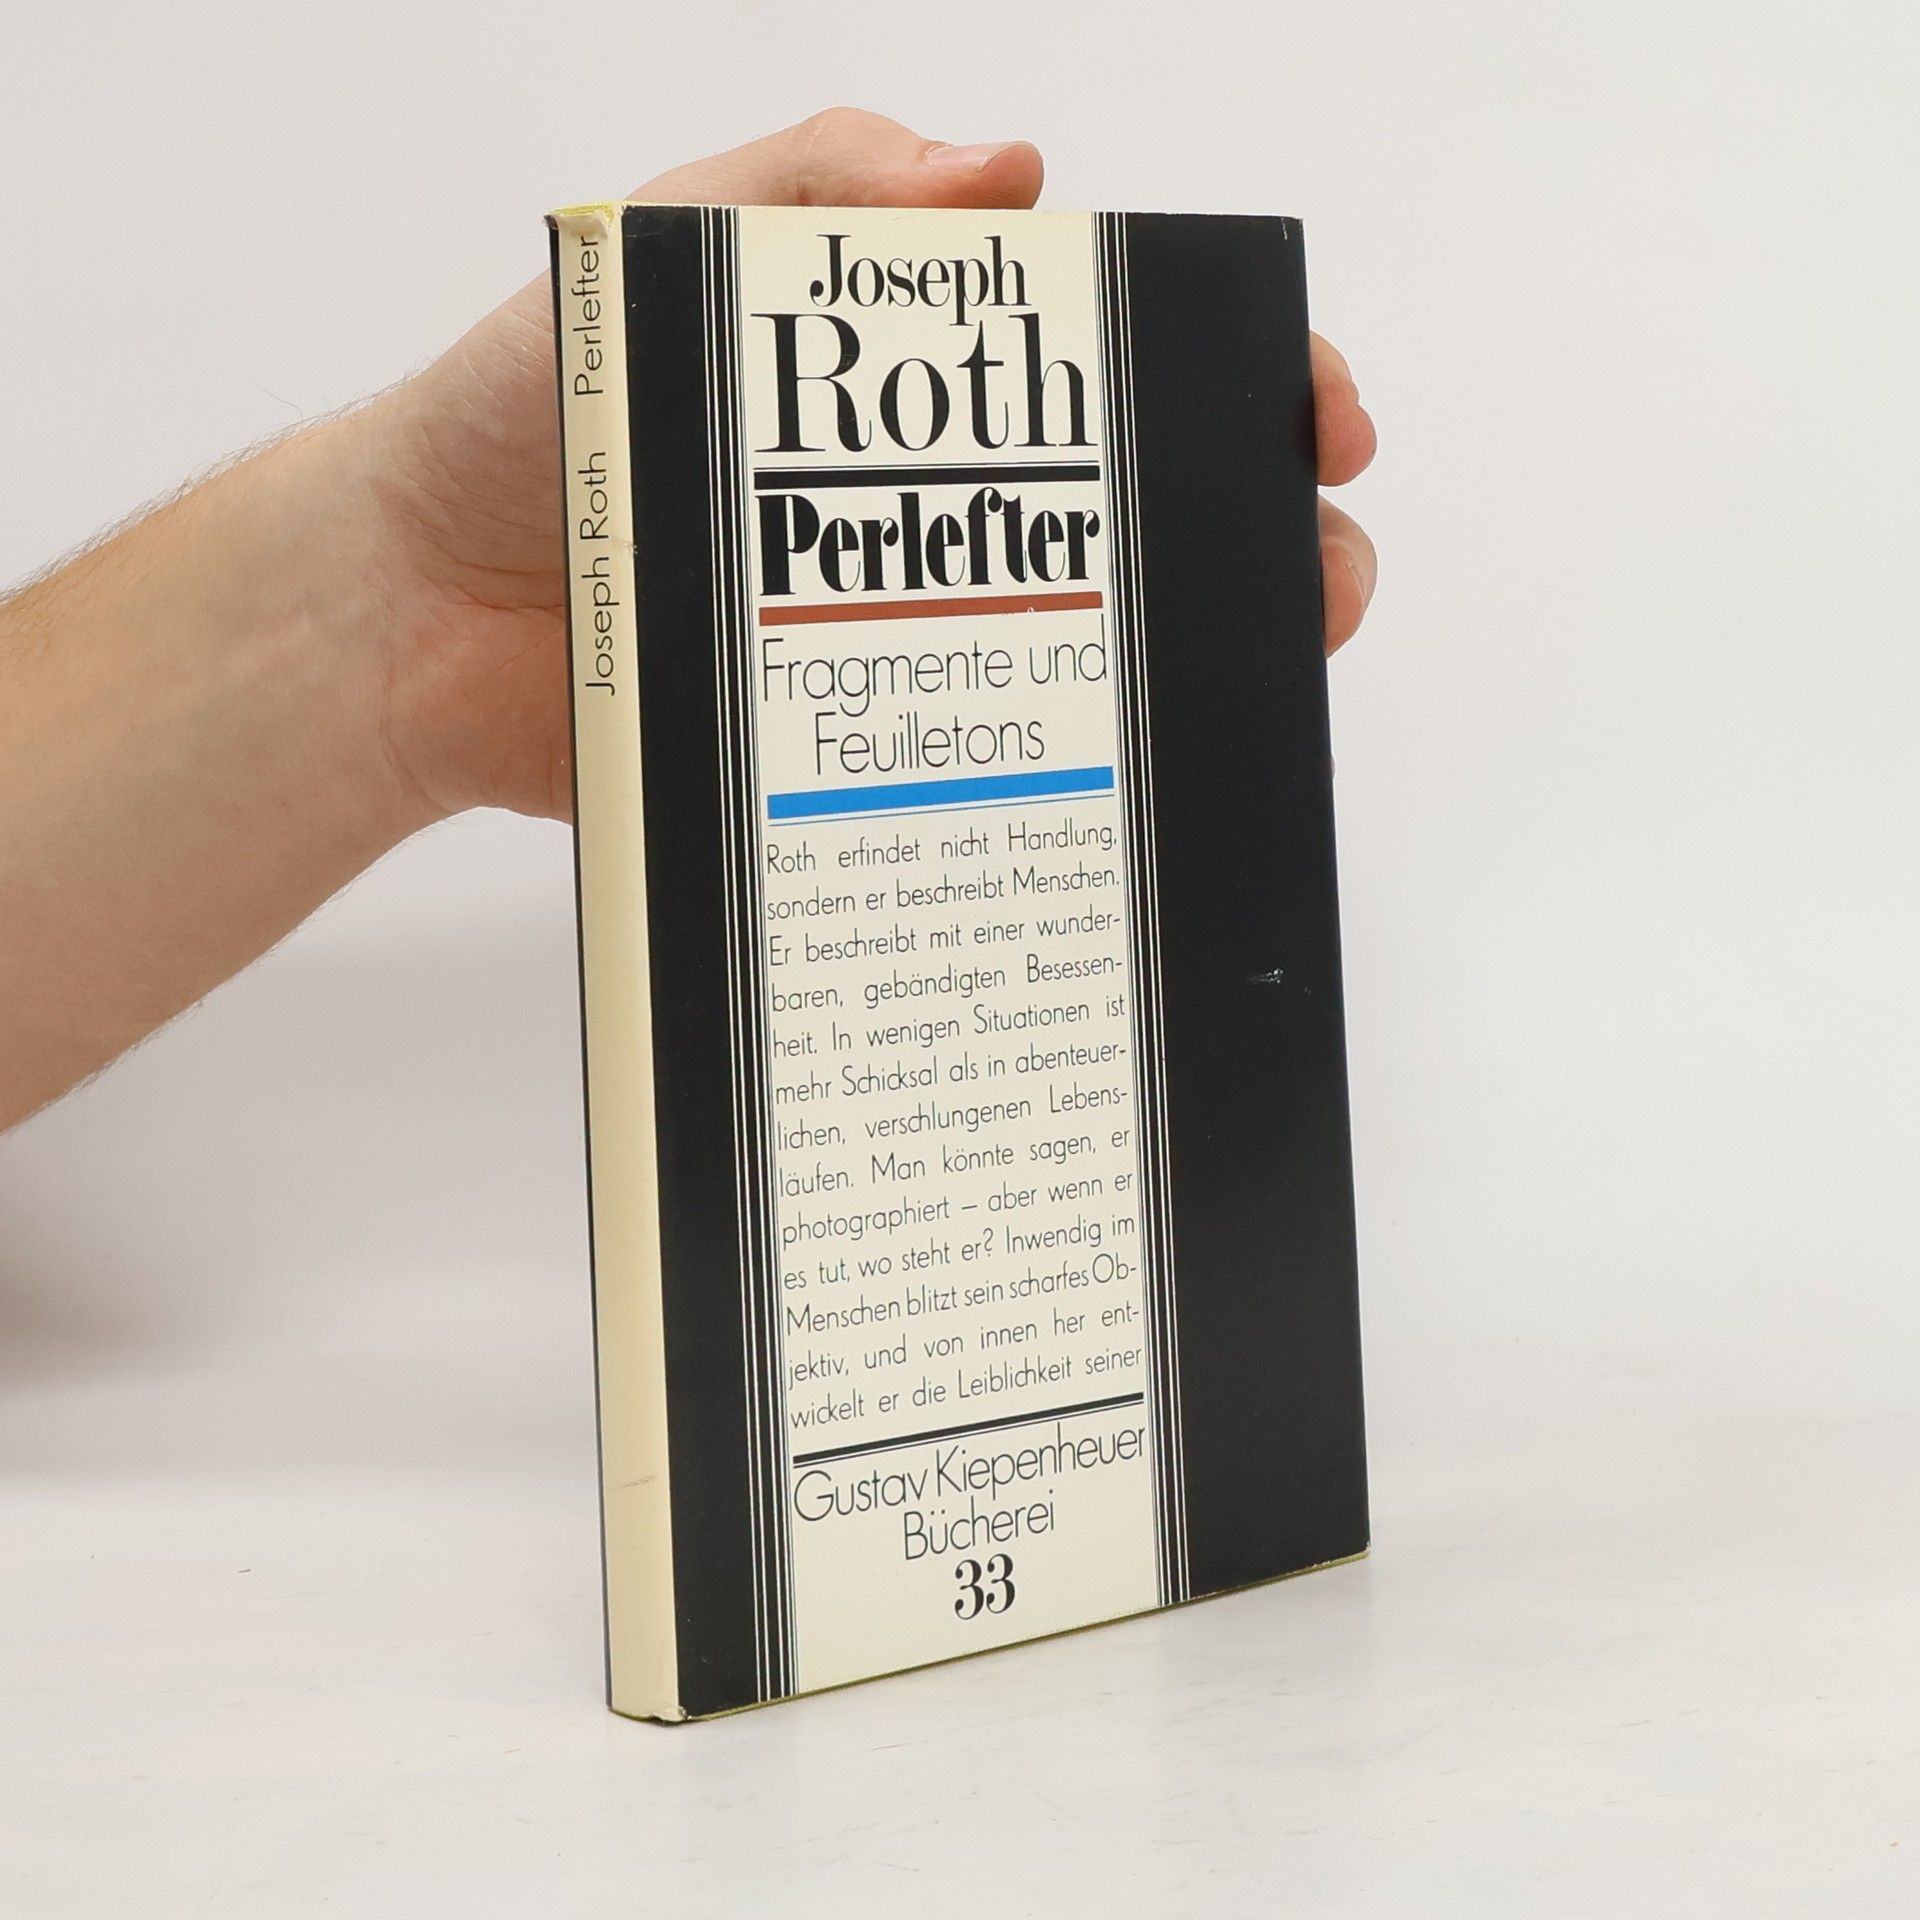 Joseph Roth Perlefter
Joseph
Roth
Perlefter
Fragmente und
Feuilletons
Roth erfindet nicht Handlung,
sondern er beschreibt Menschen.
Er beschreibt mit einer wunder-
baren, gebändigten Besessen-
heit. In wenigen Situationen ist
mehr Schicksal als in abenteuer-
lichen, verschlungenen Lebens-
läufen. Man könnte sagen, er
photographiert – aber wenn er
es tut, wo steht er? Inwendig im
Menschen blitzt sein scharfes Ob-
jektiv, und von innen her ent-
wickelt er die Leiblichkeit seiner
Gustav Kiepenheuer
Bücherei
33